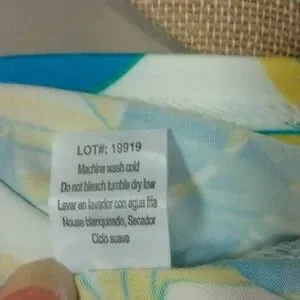 LOT#: 19919
Machine wash cold
Do not bleach tumble dry low
Lavar en lavador con agua fria
Nouse blanqueado, Secador
Ciclo suave